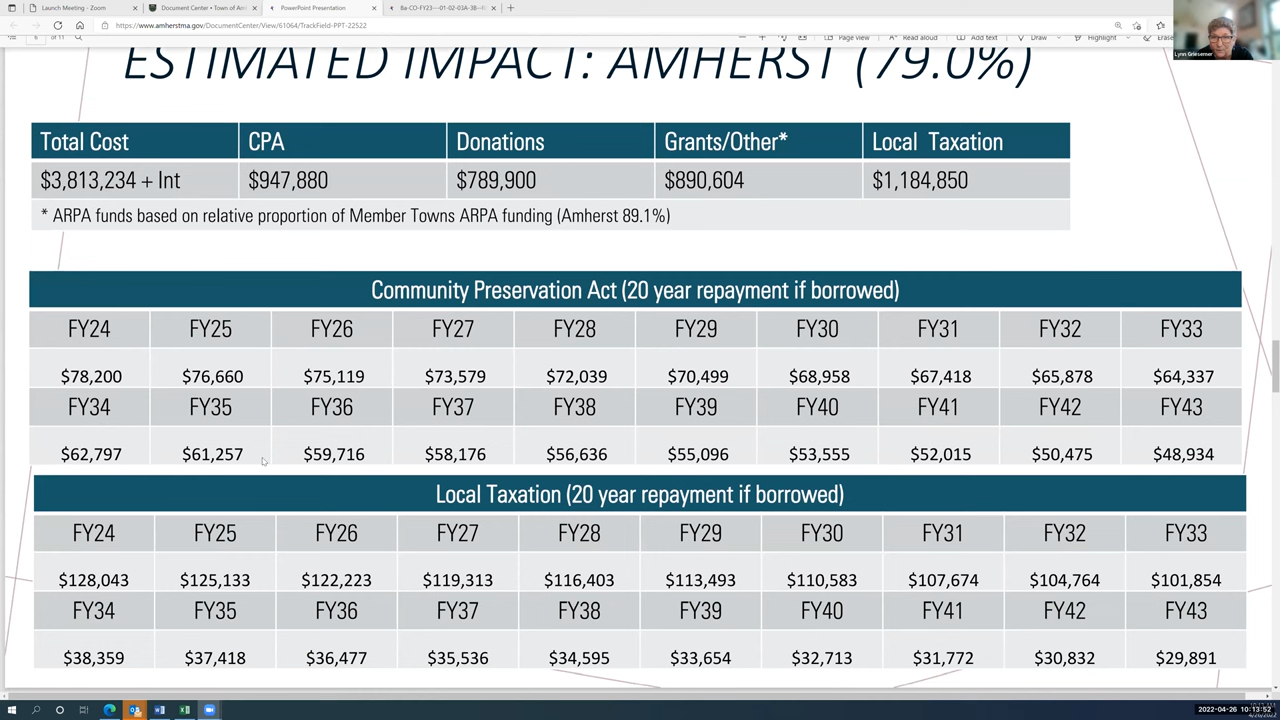 Launch Meeting - Zoom
Document Center • Town of Am
PowerPoint Presentation
https://www.amherstma.gov/DocumentCenter/View/61064/TrackField-PPT-22522
of 11
Page view
Read aloud
Add text
Draw
Highlight
Erase
Lynn Griesemer
ESTIMATED IMPACT: AMHERST (79.0%)
Total Cost CPA Donations Grants/Other* Local Taxation
$3,813,234 + Int $947,880 $789,900 $890,604 $1,184,850
* ARPA funds based on relative proportion of Member Towns ARPA funding (Amherst 89.1%)
Community Preservation Act (20 year repayment if borrowed)
FY24 FY25 FY26 FY27 FY28 FY29 FY30 FY31 FY32 FY33
$78,200 $76,660 $75,119 $73,579 $72,039 $70,499 $68,958 $67,418 $65,878 $64,337
FY34 FY35 FY36 FY37 FY38 FY39 FY40 FY41 FY42 FY43
$62,797 $61,257 $59,716 $58,176 $56,636 $55,096 $53,555 $52,015 $50,475 $48,934
Local Taxation (20 year repayment if borrowed)
FY24 FY25 FY26 FY27 FY28 FY29 FY30 FY31 FY32 FY33
$128,043 $125,133 $122,223 $119,313 $116,403 $113,493 $110,583 $107,674 $104,764 $101,854
FY34 FY35 FY36 FY37 FY38 FY39 FY40 FY41 FY42 FY43
$38,359 $37,418 $36,477 $35,536 $34,595 $33,654 $32,713 $31,772 $30,832 $29,891
2022-04-26 10:13:52